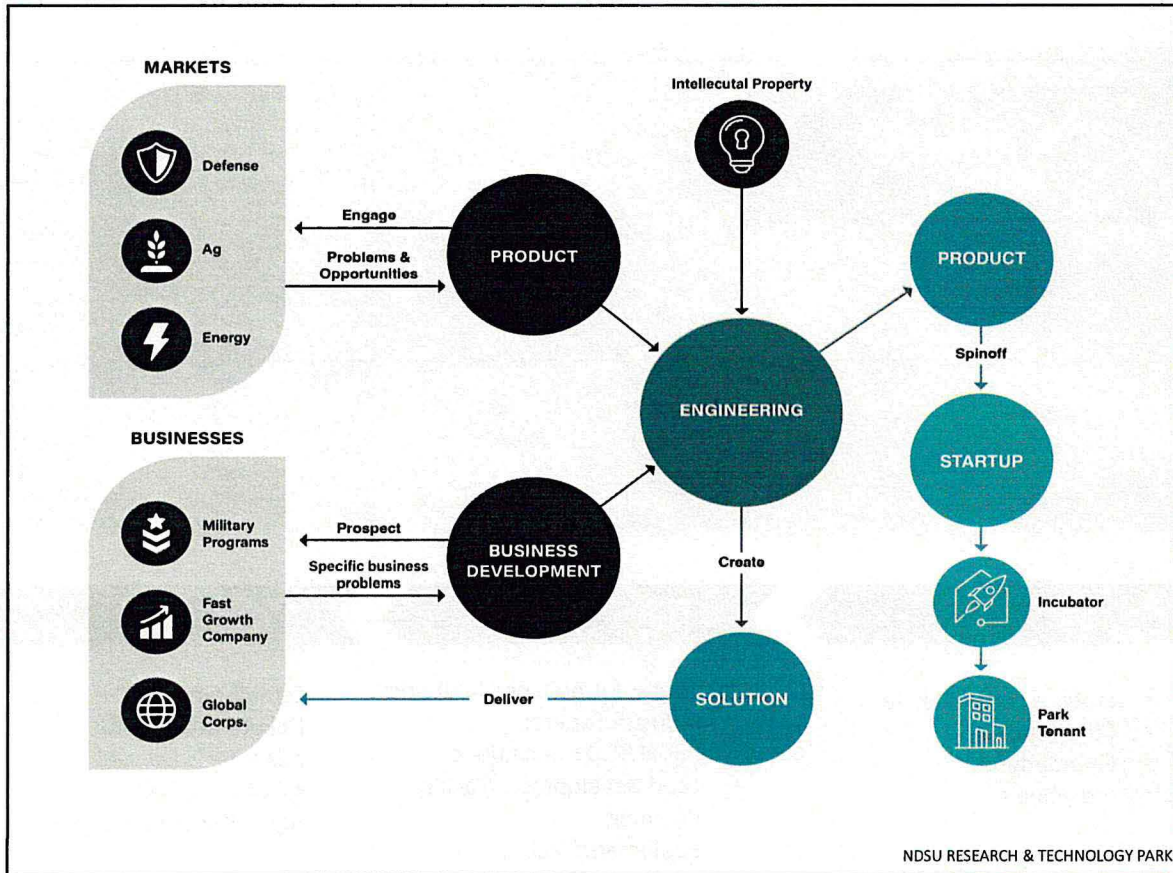 MARKETS
Defense
Ag
Energy
Engage
Problems &
Opportunities
PRODUCT
Intellecutal Property
ENGINEERING
PRODUCT
Spinoff
STARTUP
Incubator
Park
Tenant
BUSINESSES
Military
Programs
Fast
Growth
Company
Global
Corps.
Prospect
Specific business
problems
BUSINESS
DEVELOPMENT
Create
SOLUTION
Deliver
NDSU RESEARCH & TECHNOLOGY PARK